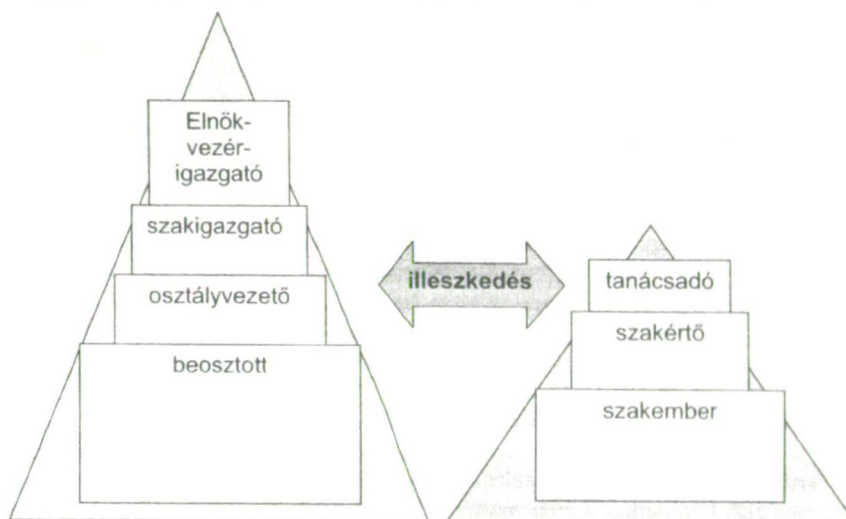 Elnök-
vezér-
igazgató
szakigazgató
osztályvezető
beosztott
illeszkedés
tanácsadó
szakértő
szakember